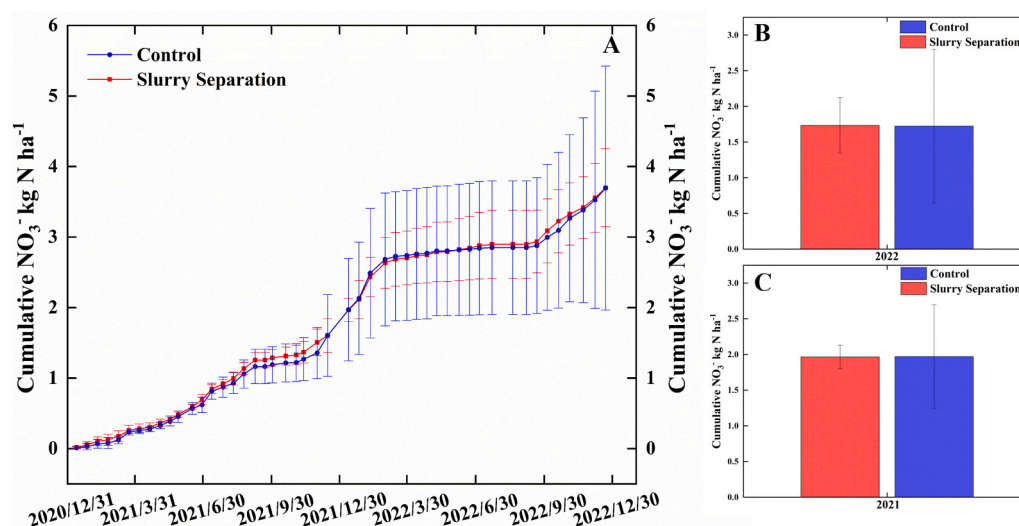 A
Control
Slurry Separation
Cumulative NO3- kg N ha-1
6
5
4
3
2
1
0
6
5
4
3
2
1
0
Cumulative NO3- kg N ha-1
2020/12/31 2021/3/31 2021/6/30 2021/9/30 2021/12/30 2022/3/30 2022/6/30 2022/9/30 2022/12/30
B
Control
Slurry Separation
Cumulative NO3- kg N ha-1
3.0
2.5
2.0
1.5
1.0
0.5
0.0
2022
C
Control
Slurry Separation
Cumulative NO3- kg N ha-1
3.0
2.5
2.0
1.5
1.0
0.5
0.0
2021